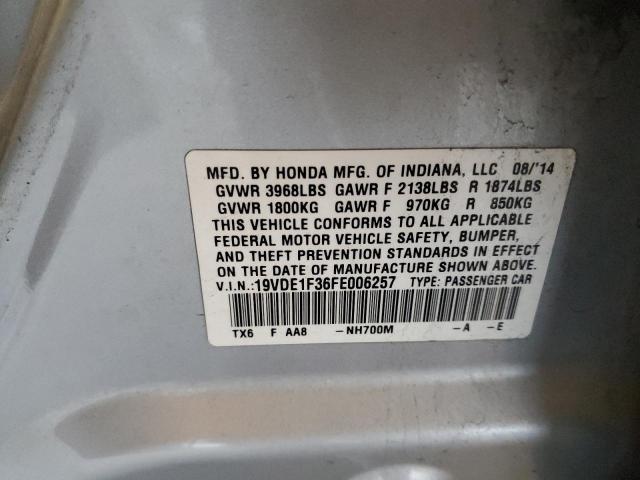 MFD. BY HONDA MFG. OF INDIANA, LLC 08/'14
GVWR 3968LBS GAWR F 2138LBS R 1874LBS
GVWR 1800KG GAWR F 970KG R 850KG
THIS VEHICLE CONFORMS TO ALL APPLICABLE
FEDERAL MOTOR VEHICLE SAFETY, BUMPER,
AND THEFT PREVENTION STANDARDS IN EFFECT
ON THE DATE OF MANUFACTURE SHOWN ABOVE.
V.I.N.:19VDE1F36FE006257 TYPE: PASSENGER CAR
TX6 F AA8 -NH700M -A -E